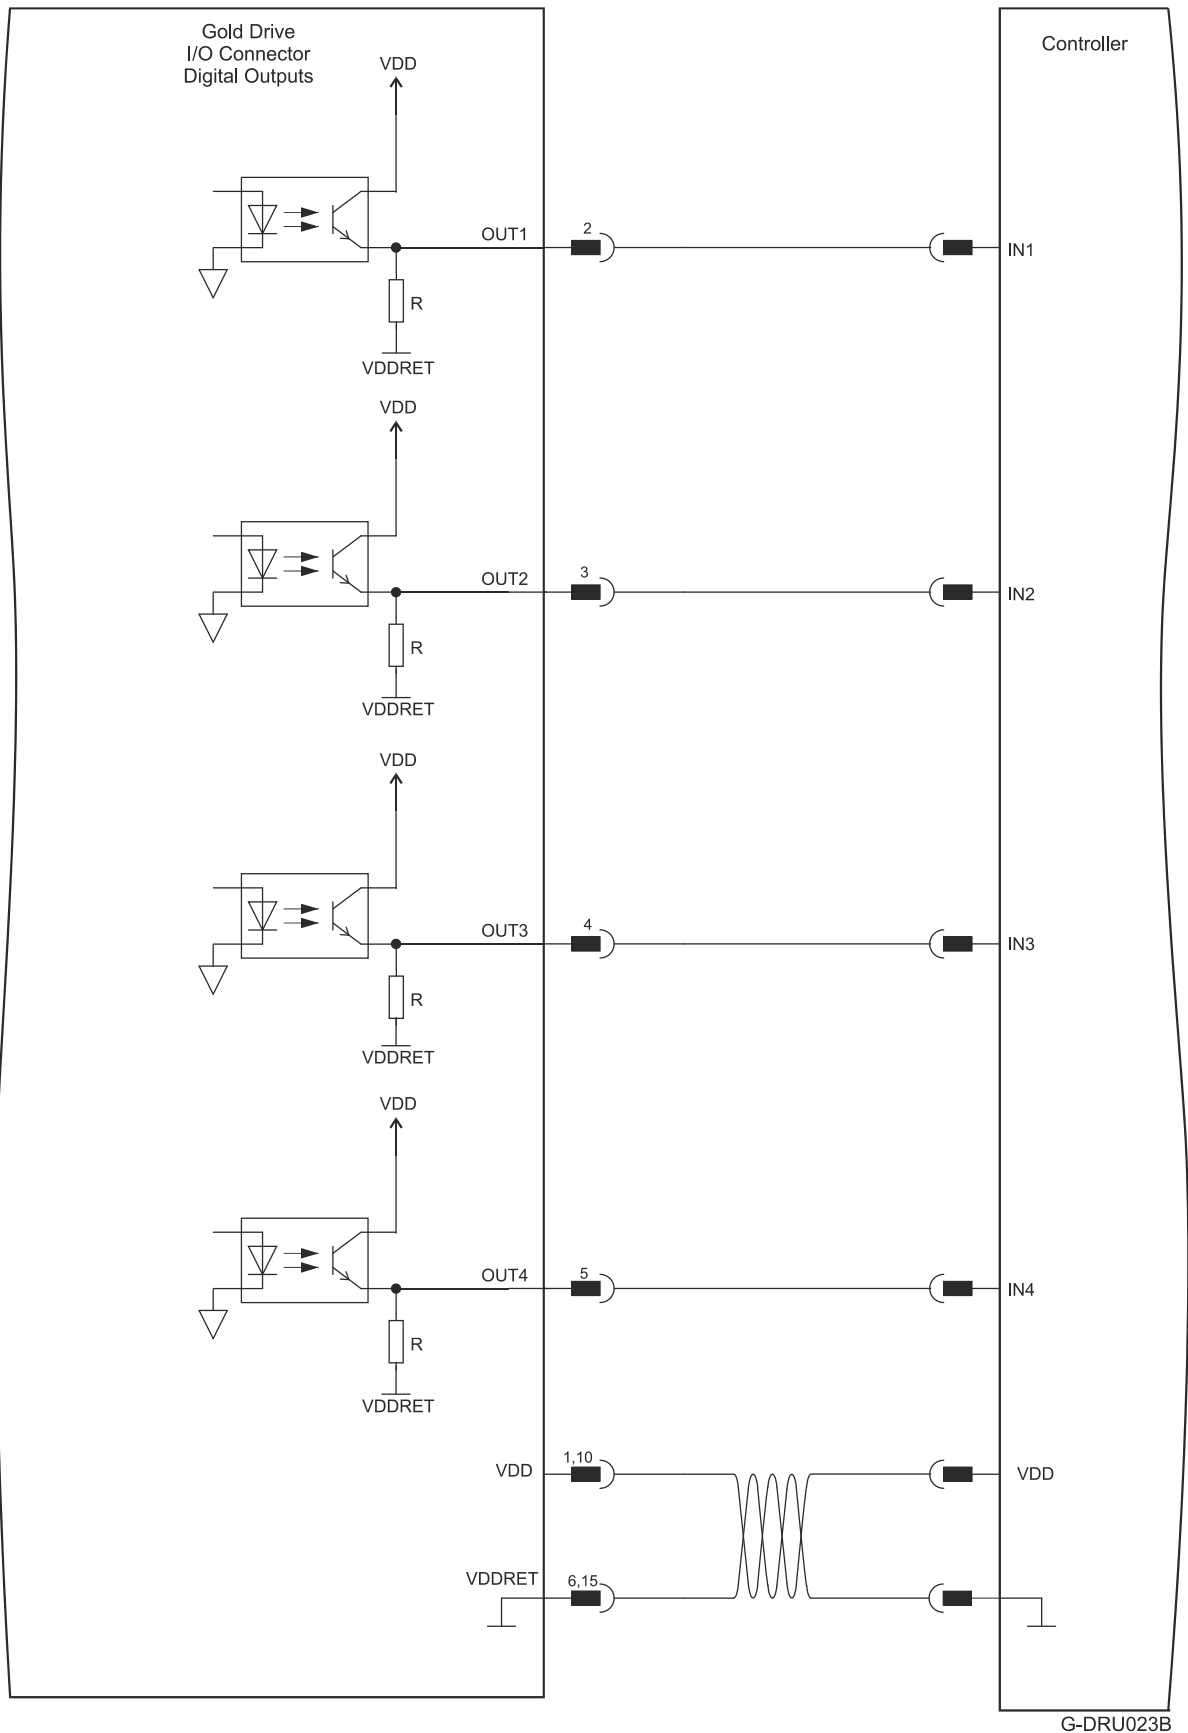 Gold Drive
I/O Connector
Digital Outputs
Controller
VDD
OUT1
2
IN1
R
VDDRET
VDD
OUT2
3
IN2
R
VDDRET
VDD
OUT3
4
IN3
R
VDDRET
VDD
OUT4
5
IN4
R
VDDRET
VDD
1,10
VDD
VDDRET
6,15
G-DRU023B